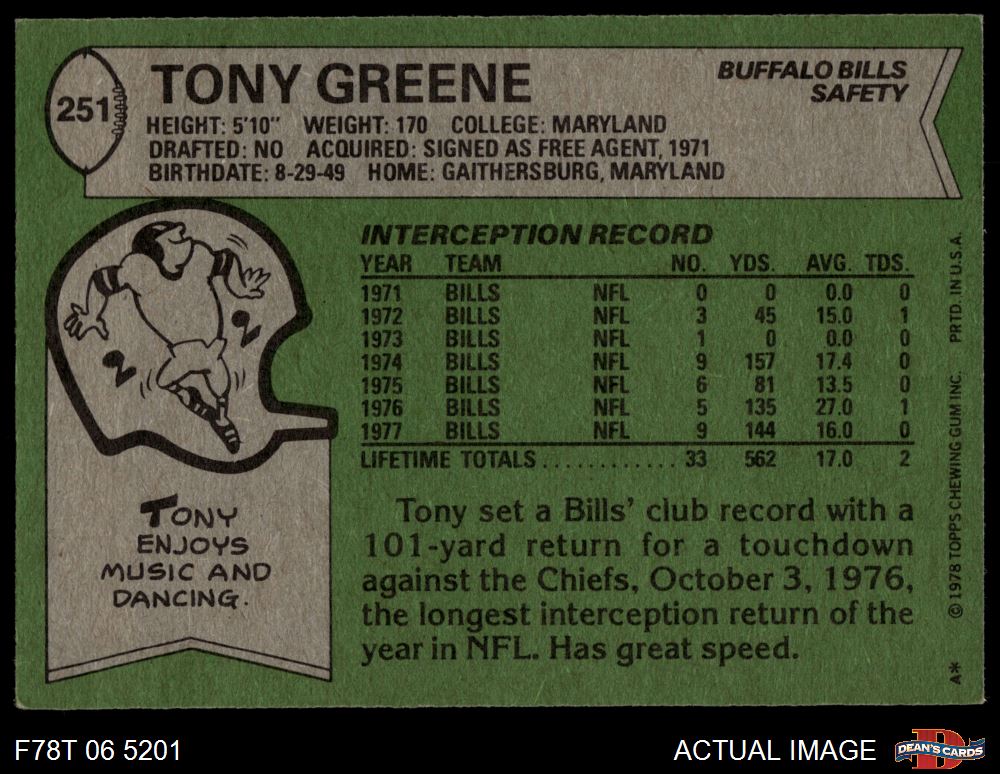 251
TONY GREENE
BUFFALO BILLS
SAFETY
HEIGHT: 5'10" WEIGHT: 170 COLLEGE: MARYLAND
DRAFTED: NO ACQUIRED: SIGNED AS FREE AGENT, 1971
BIRTHDATE: 8-29-49 HOME: GAITHERSBURG, MARYLAND
2 2
TONY
ENJOYS
MUSIC AND
DANCING.
INTERCEPTION RECORD
YEAR TEAM NO. YDS. AVG. TDS.
1971 BILLS NFL 0 0 0.0 0
1972 BILLS NFL 3 45 15.0 1
1973 BILLS NFL 1 0 0.0 0
1974 BILLS NFL 9 157 17.4 0
1975 BILLS NFL 6 81 13.5 0
1976 BILLS NFL 5 135 27.0 1
1977 BILLS NFL 9 144 16.0 0
LIFETIME TOTALS............ 33 562 17.0 2
Tony set a Bills' club record with a
101-yard return for a touchdown
against the Chiefs, October 3, 1976,
the longest interception return of the
year in NFL. Has great speed.
A* © 1978 TOPPS CHEWING GUM INC. PRTD. IN U.S.A.
F78T 06 5201
ACTUAL IMAGE
D
DEAN'S CARDS